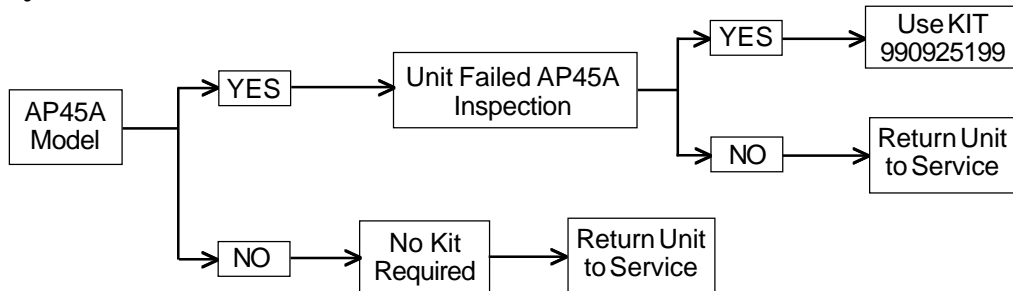 AP45A
Model
YES
Unit Failed AP45A
Inspection
YES
Use KIT
990925199
NO
Return Unit
to Service
NO
No Kit
Required
Return Unit
to Service